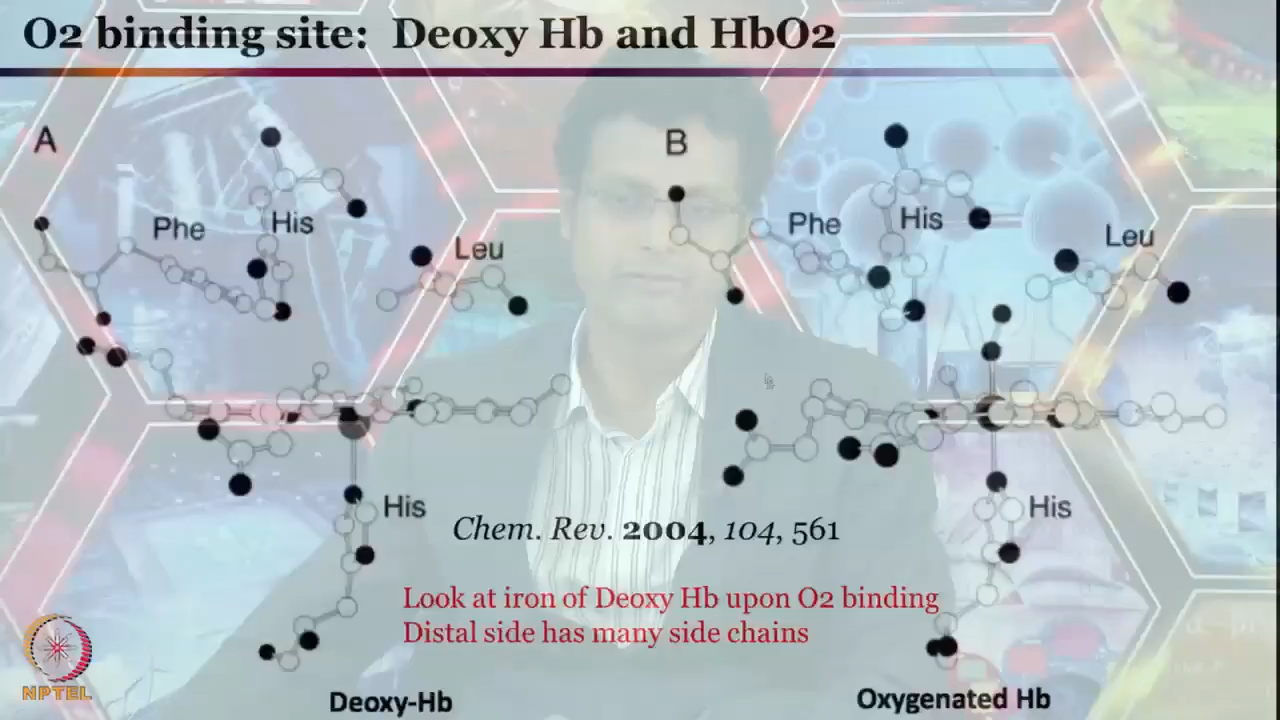 O2 binding site: Deoxy Hb and HbO2
A
B
Phe
His
Leu
Phe
His
Leu
His
His
Chem. Rev. 2004, 104, 561
Look at iron of Deoxy Hb upon O2 binding
Distal side has many side chains
NPTEL
Deoxy-Hb
Oxygenated Hb